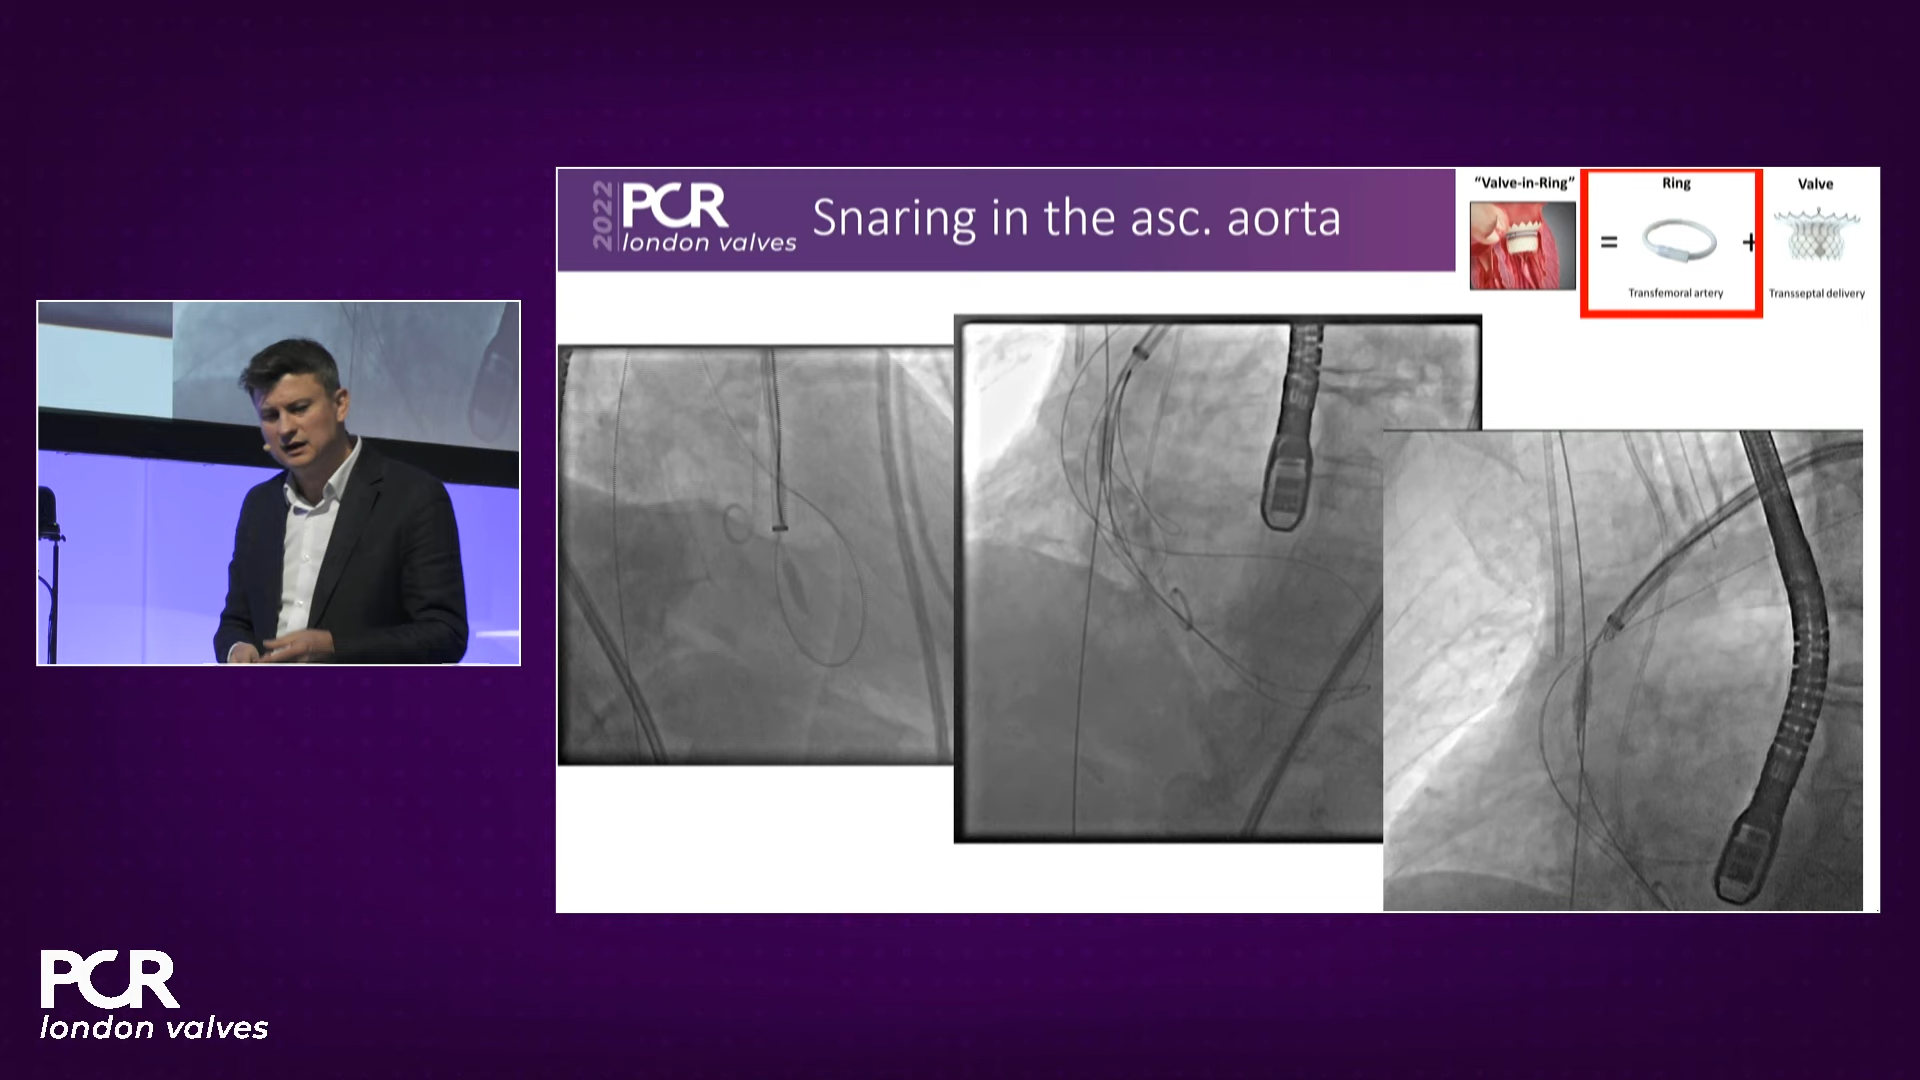 2022
PCR
london valves
Snaring in the asc. aorta
“Valve-in-Ring”
=
Ring
Transfemoral artery
+
Valve
Transseptal delivery
PCR
london valves